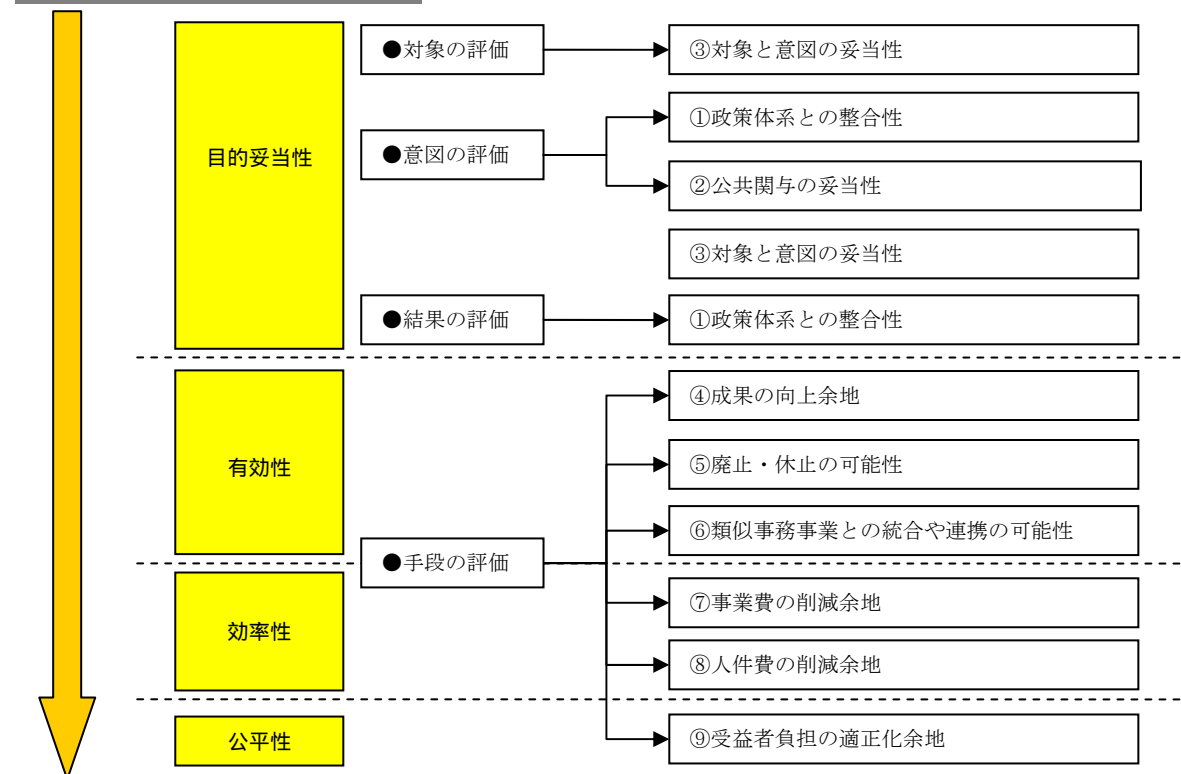 目的妥当性
●対象の評価
③対象と意図の妥当性
●意図の評価
①政策体系との整合性
②公共関与の妥当性
③対象と意図の妥当性
●結果の評価
①政策体系との整合性
有効性
④成果の向上余地
⑤廃止・休止の可能性
⑥類似事務事業との統合や連携の可能性
●手段の評価
効率性
⑦事業費の削減余地
⑧人件費の削減余地
公平性
⑨受益者負担の適正化余地